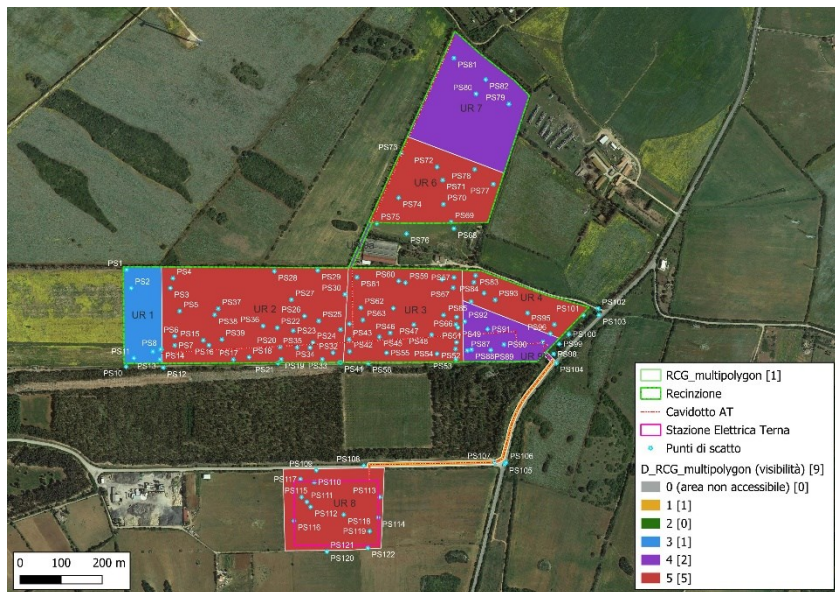 PS81
PS82
PS80
PS79
UR 7
PS73
PS72
PS78
UR 6
PS71
PS77
PS74
PS70
PS75
PS69
PS76
PS68
PS1
PS4
PS28
PS29
PS60
PS59
PS67
PS2
PS30
PS61
PS83
PS3
PS67
PS84
PS27
PS93
UR 4
PS5
PS37
UR 2
PS62
UR 3
PS101
PS102
UR 1
PS38
PS26
PS25
PS63
PS66
PS92
PS95
PS103
PS22
PS23
PS46
PS47
PS49
PS91
PS96
PS6
PS15
PS39
PS24
PS43
PS48
PS51
PS100
PS8
PS7
PS16
PS20
PS35
PS32
PS42
PS45
PS87
PS90
PS99
PS11
PS14
PS18
PS34
PS55
PS54
PS52
PS88
PS89
PS98
PS10
PS13
PS12
PS17
PS21
PS19
PS33
PS41
PS56
PS53
PS104
PS109
PS108
PS107
PS106
PS105
PS117
PS110
PS115
PS111
UR 8
PS113
PS112
PS116
PS118
PS114
PS119
PS121
PS120
PS122
0 100 200 m
RCG_multipolygon [1]
Recinzione
Cavidotto AT
Stazione Elettrica Terna
Punti di scatto
D_RCG_multipolygon (visibilità) [9]
0 (area non accessibile) [0]
1 [1]
2 [0]
3 [1]
4 [2]
5 [5]